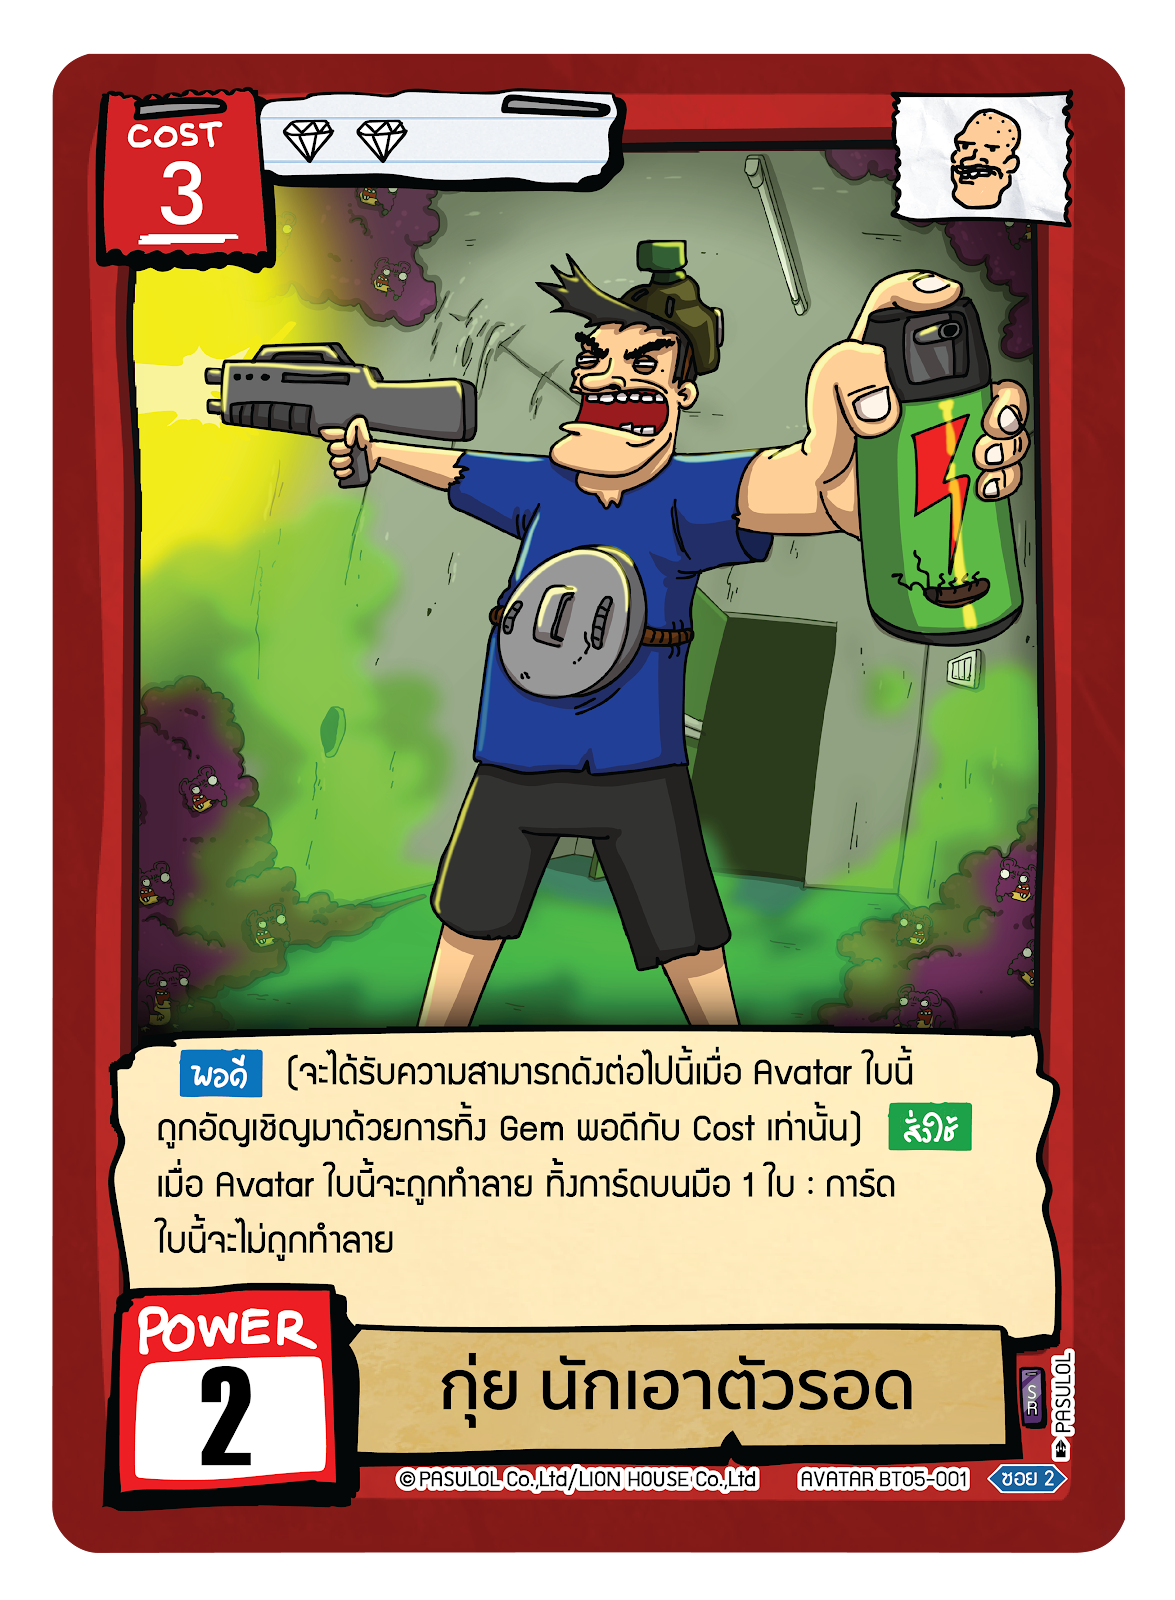 COST
3
พอดี (จะได้รับความสามารถดังต่อไปนี้เมื่อ Avatar ใบนี้
ถูกอัญเชิญมาด้วยการทิ้ง Gem พอดีกับ Cost เท่านั้น) สั่งใช้
เมื่อ Avatar ใบนี้จะถูกทำลาย ทิ้งการ์ดบนมือ 1 ใบ : การ์ด
ใบนี้จะไม่ถูกทำลาย
POWER
2
กุ่ย นักเอาตัวรอด
SR
PASULOL
© PASULOL Co.,Ltd/LION HOUSE Co.,Ltd AVATAR BT05-001 ซอย 2